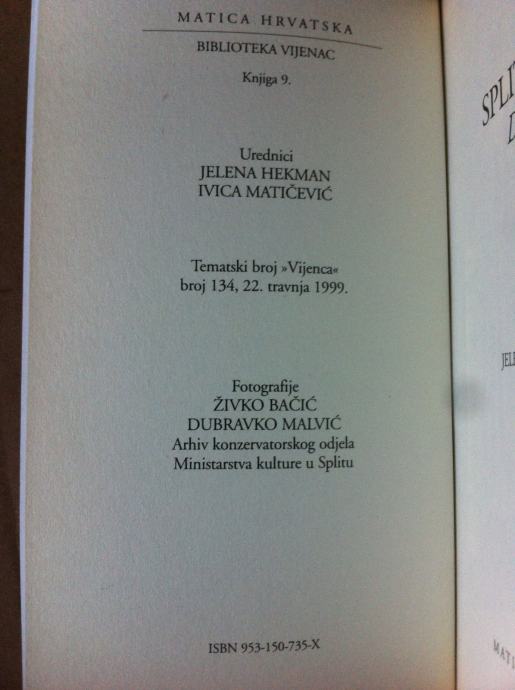 MATICA HRVATSKA
BIBLIOTEKA VIJENAC
Knjiga 9.
Urednici
JELENA HEKMAN
IVICA MATIČEVIĆ
Tematski broj »Vijenca«
broj 134, 22. travnja 1999.
Fotografije
ŽIVKO BAČIĆ
DUBRAVKO MALVIĆ
Arhiv konzervatorskog odjela
Ministarstva kulture u Splitu
ISBN 953-150-735-X